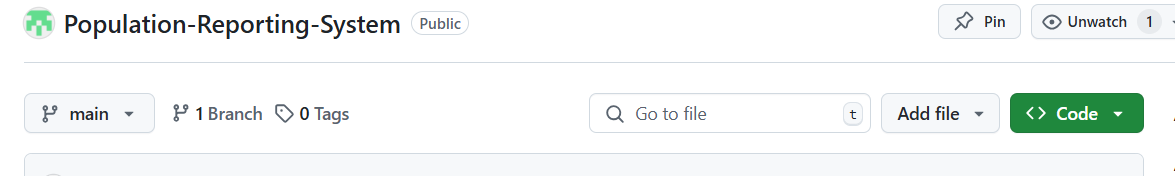 Population-Reporting-System Public Pin Unwatch 1
main 1 Branch 0 Tags Go to file t Add file Code